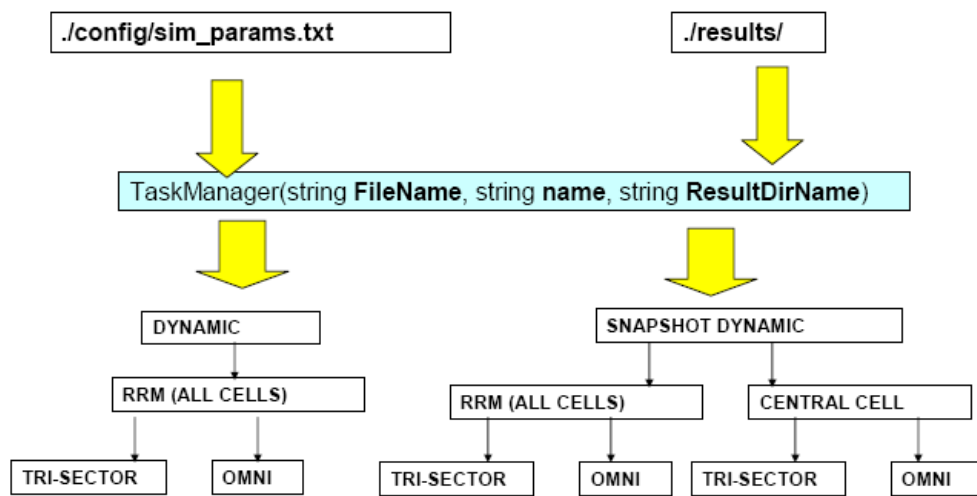 ./config/sim_params.txt
./results/
TaskManager(string FileName, string name, string ResultDirName)
DYNAMIC
SNAPSHOT DYNAMIC
RRM (ALL CELLS)
RRM (ALL CELLS)
CENTRAL CELL
TRI-SECTOR
OMNI
TRI-SECTOR
OMNI
TRI-SECTOR
OMNI